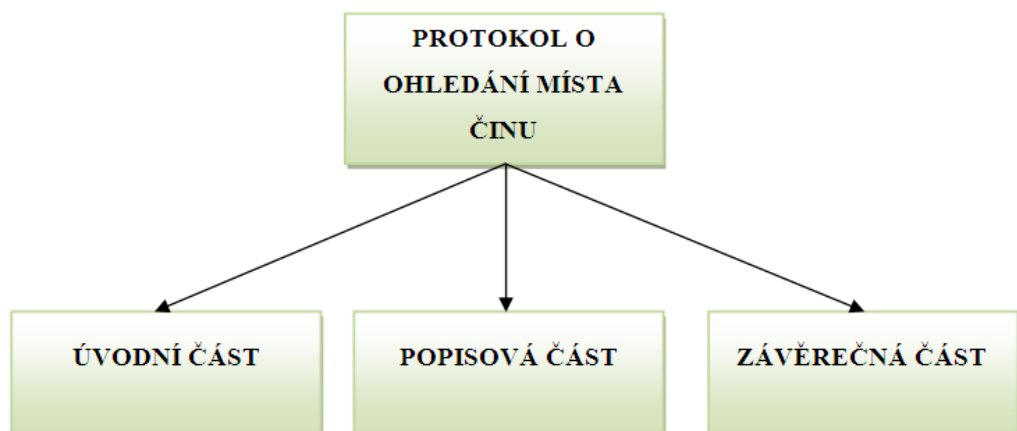 PROTOKOL O
OHLEDÁNÍ MÍSTA
ČINU
ÚVODNÍ ČÁST
POPISOVÁ ČÁST
ZÁVĚREČNÁ ČÁST